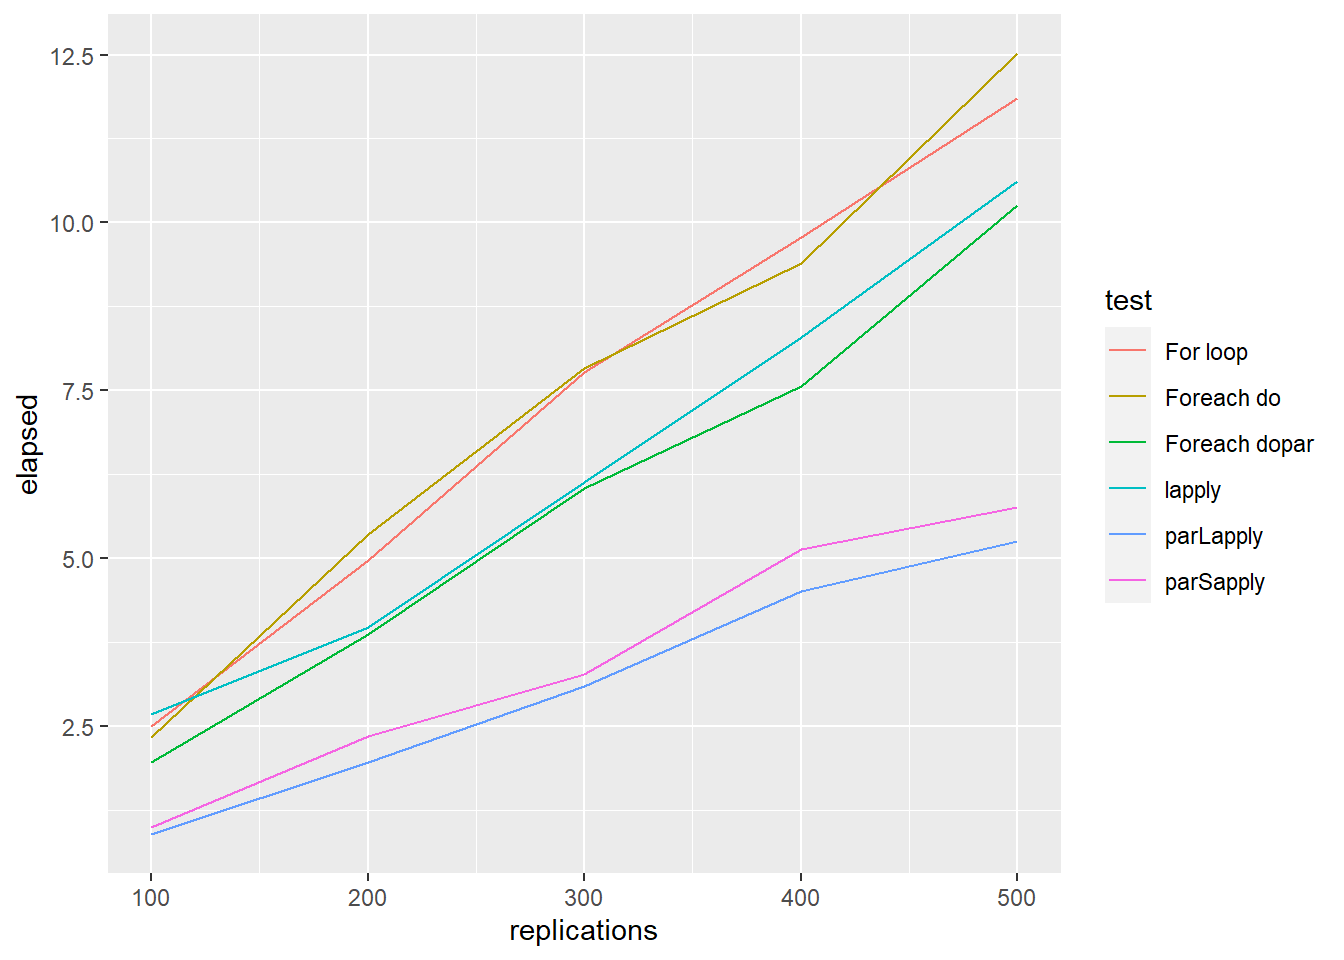 12.5
10.0
7.5
5.0
2.5
elapsed
100 200 300 400 500
replications
test
For loop
Foreach do
Foreach dopar
lapply
parLapply
parSapply